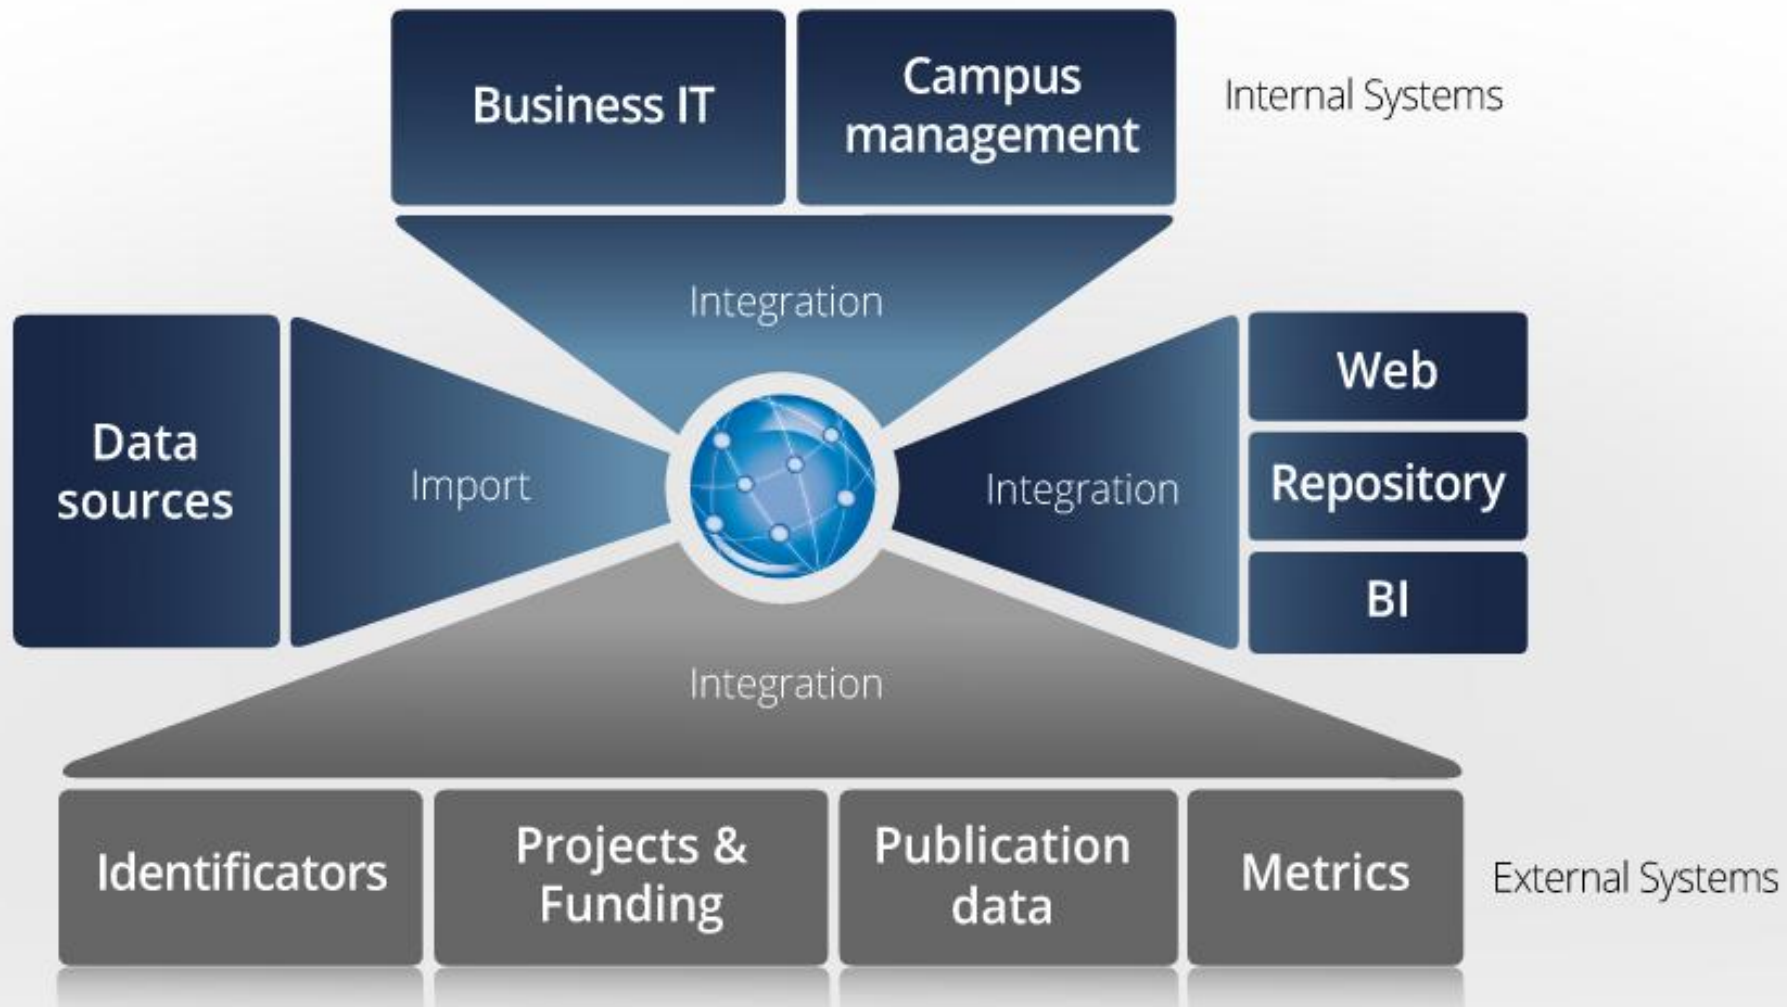 Business IT
Campus
management
Internal Systems
Integration
Data
sources
Import
Integration
Web
Repository
BI
Integration
Identificators
Projects &
Funding
Publication
data
Metrics
External Systems